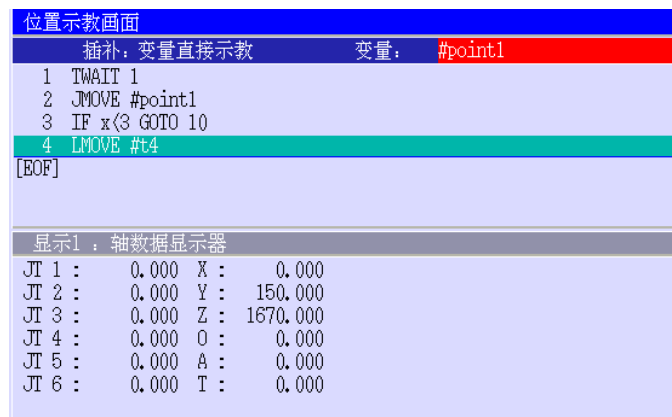 位置示教画面
插补：变量直接示教 变量： #point1
1 TWAIT 1
2 JMOVE #point1
3 IF x<3 GOTO 10
4 LMOVE #t4
[EOF]
显示1 ：轴数据显示器
JT 1 : 0.000 X : 0.000
JT 2 : 0.000 Y : 150.000
JT 3 : 0.000 Z : 1670.000
JT 4 : 0.000 O : 0.000
JT 5 : 0.000 A : 0.000
JT 6 : 0.000 T : 0.000